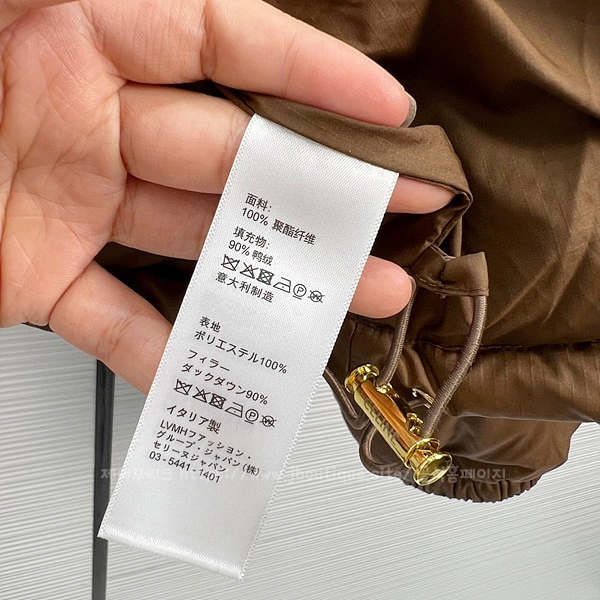 面料:
100% 聚酯纤维
填充物:
90% 鸭绒
意大利制造
表地
ポリエステル100%
フィラー
ダックダウン90%
イタリア製
LVMHファッション・
グループ・ジャパン(株)
セリーヌジャパン
03-5441-1401